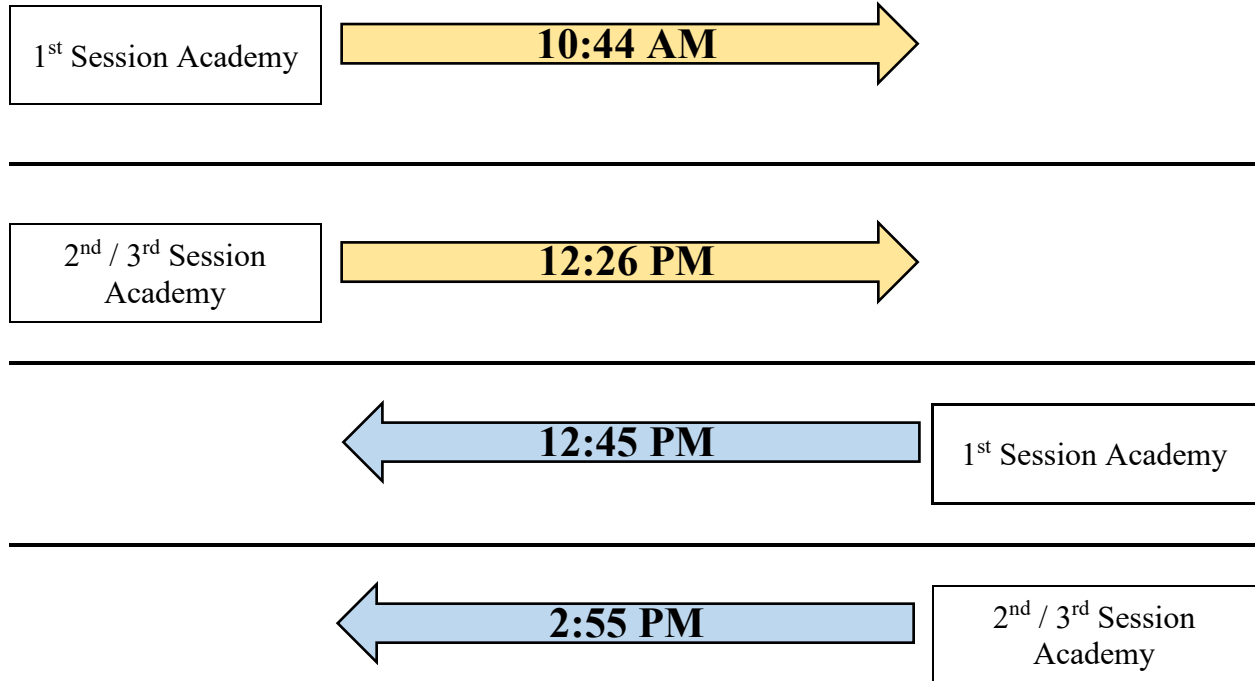 1st Session Academy
10:44 AM
2nd / 3rd Session
Academy
12:26 PM
12:45 PM
1st Session Academy
2:55 PM
2nd / 3rd Session
Academy